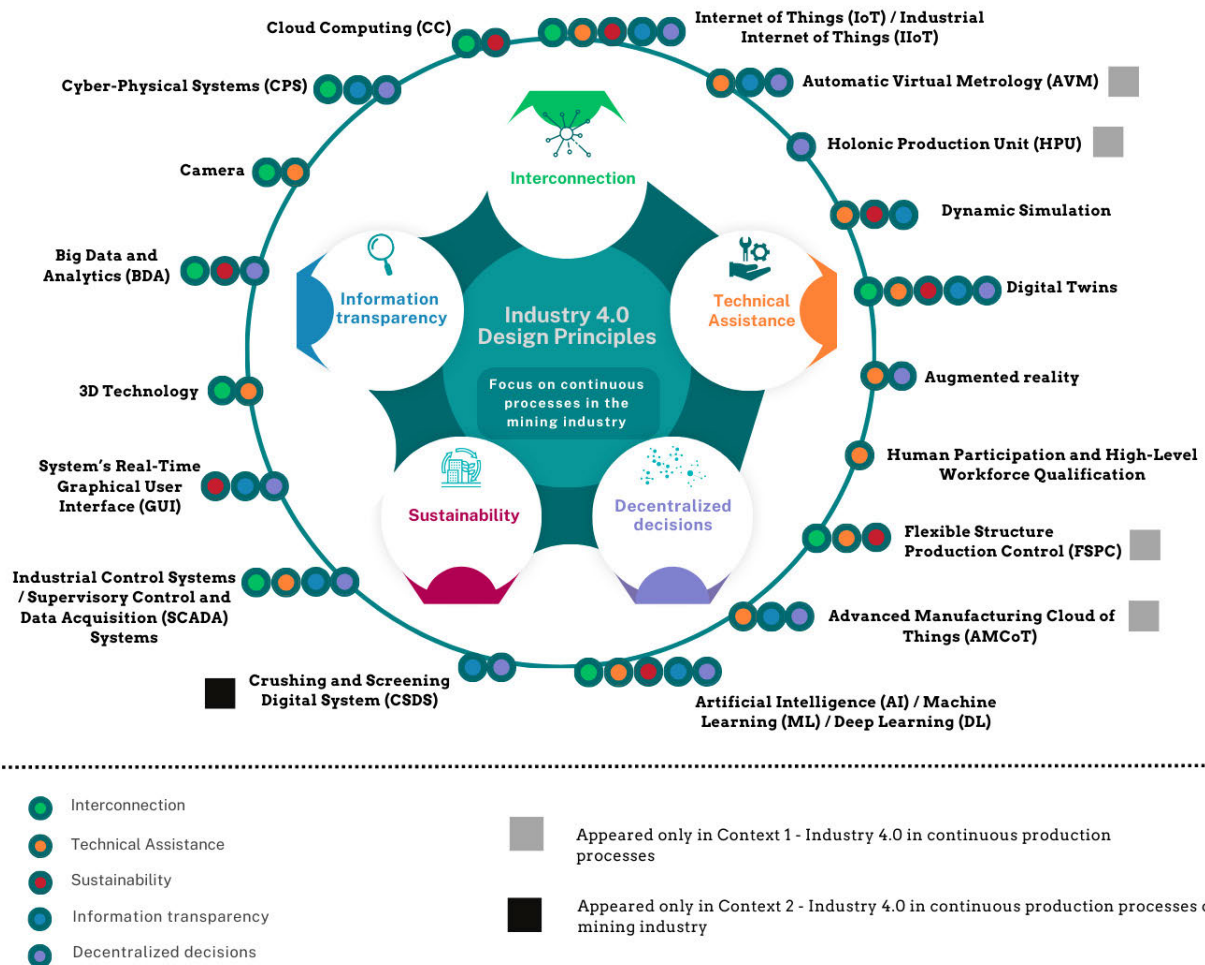 Cloud Computing (CC)
Internet of Things (IoT) / Industrial
Internet of Things (IIoT)
Cyber-Physical Systems (CPS)
Automatic Virtual Metrology (AVM)
Holonic Production Unit (HPU)
Camera
Interconnection
Dynamic Simulation
Big Data and
Analytics (BDA)
Information
transparency
Technical
Assistance
Digital Twins
Industry 4.0
Design Principles
Focus on continuous
processes in the
mining industry
3D Technology
Augmented reality
System's Real-Time
Graphical User
Interface (GUI)
Human Participation and High-Level
Workforce Qualification
Sustainability
Decentralized
decisions
Flexible Structure
Production Control (FSPC)
Industrial Control Systems
/ Supervisory Control and
Data Acquisition (SCADA)
Systems
Advanced Manufacturing Cloud of
Things (AMCoT)
Crushing and Screening
Digital System (CSDS)
Artificial Intelligence (AI) / Machine
Learning (ML) / Deep Learning (DL)
Interconnection
Technical Assistance
Sustainability
Information transparency
Decentralized decisions
Appeared only in Context 1 - Industry 4.0 in continuous production
processes
Appeared only in Context 2 - Industry 4.0 in continuous production processes
mining industry